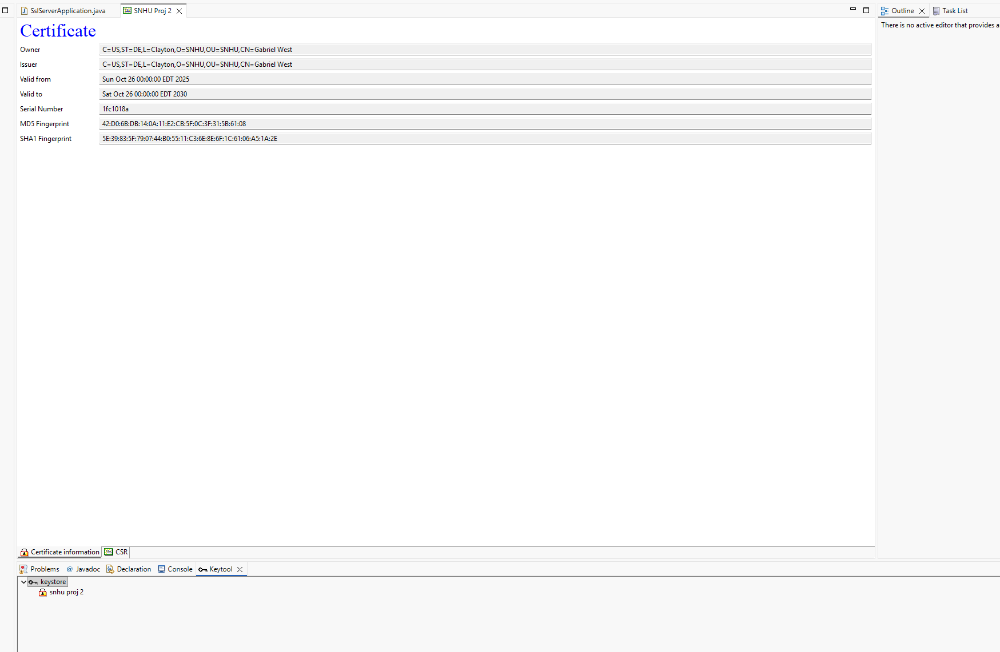 SslServerApplication.java SNHU Proj 2 Outline Task List
There is no active editor that provides a
Certificate
Owner C=US,ST=DE,L=Clayton,O=SNHU,OU=SNHU,CN=Gabriel West
Issuer C=US,ST=DE,L=Clayton,O=SNHU,OU=SNHU,CN=Gabriel West
Valid from Sun Oct 26 00:00:00 EDT 2025
Valid to Sat Oct 26 00:00:00 EDT 2030
Serial Number 1fc1018a
MD5 Fingerprint 42:D0:6B:DB:14:0A:11:E2:CB:5F:0C:3F:31:5B:61:08
SHA1 Fingerprint 5E:39:83:5F:79:07:44:B0:55:11:C3:6E:8E:6F:1C:61:06:A5:1A:2E
Certificate information CSR
Problems @ Javadoc Declaration Console Keytool
keystore
snhu proj 2